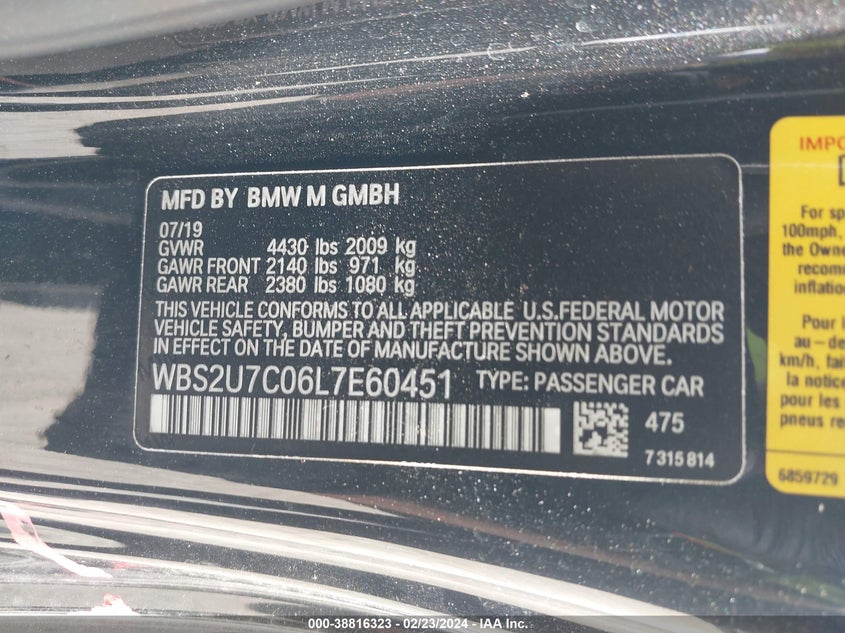 MFD BY BMW M GMBH
07/19
GVWR 4430 lbs 2009 kg
GAWR FRONT 2140 lbs 971 kg
GAWR REAR 2380 lbs 1080 kg
THIS VEHICLE CONFORMS TO ALL APPLICABLE U.S.FEDERAL MOTOR
VEHICLE SAFETY, BUMPER AND THEFT PREVENTION STANDARDS
IN EFFECT ON THE DATE OF MANUFACTURE SHOWN ABOVE.
WBS2U7C06L7E60451 TYPE: PASSENGER CAR
475
7 315 814
For
100mph,
the Owne
recom
inflatio
Pour
au-de
km/h, fait
la notice
pour les
pneus re
6859729
000-38816323 - 02/23/2024 - IAA Inc.